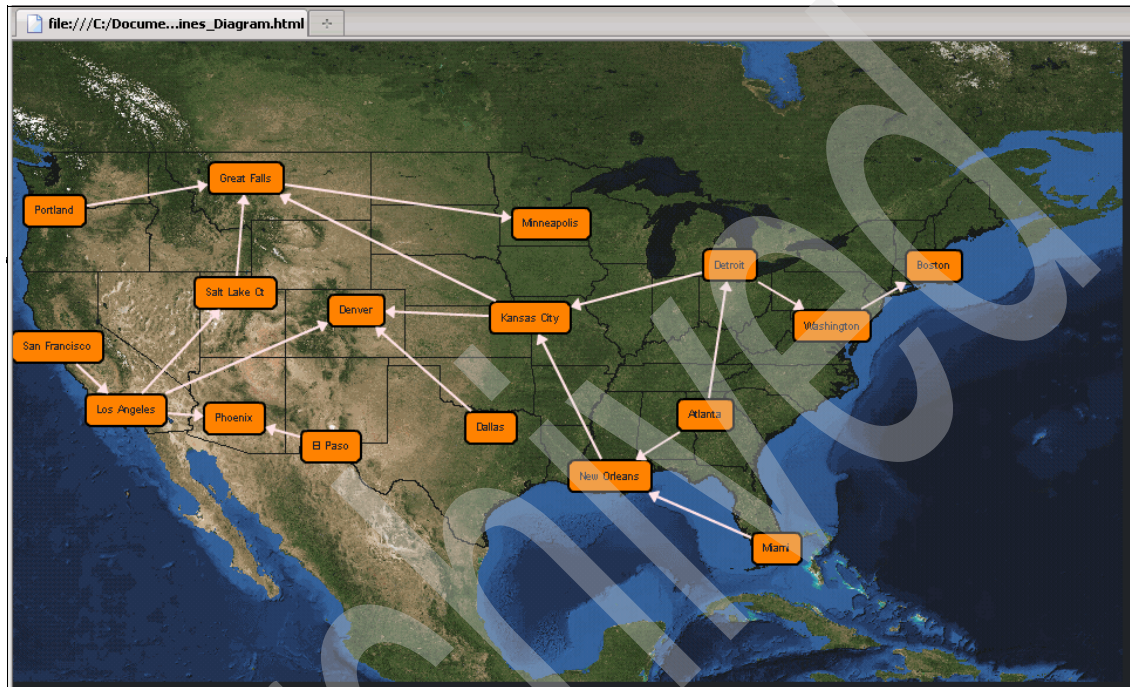 file:///C:/Docume...ines_Diagram.html
Great Falls
Portland
Minneapolis
Detroit
Boston
Salt Lake Ct
Denver
Kansas City
Washington
San Francisco
Los Angeles
Phoenix
Atlanta
Dallas
El Paso
New Orleans
Miami